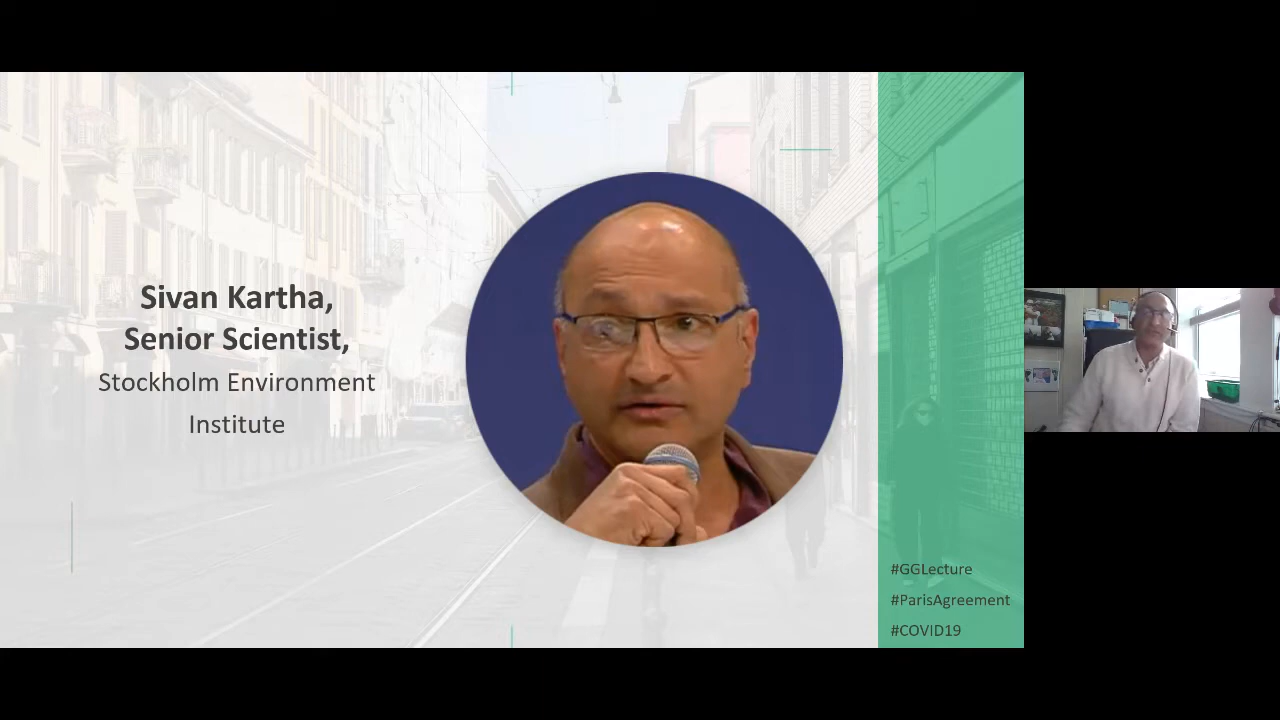 Sivan Kartha,
Senior Scientist,
Stockholm Environment
Institute
#GGLecture
#ParisAgreement
#COVID19